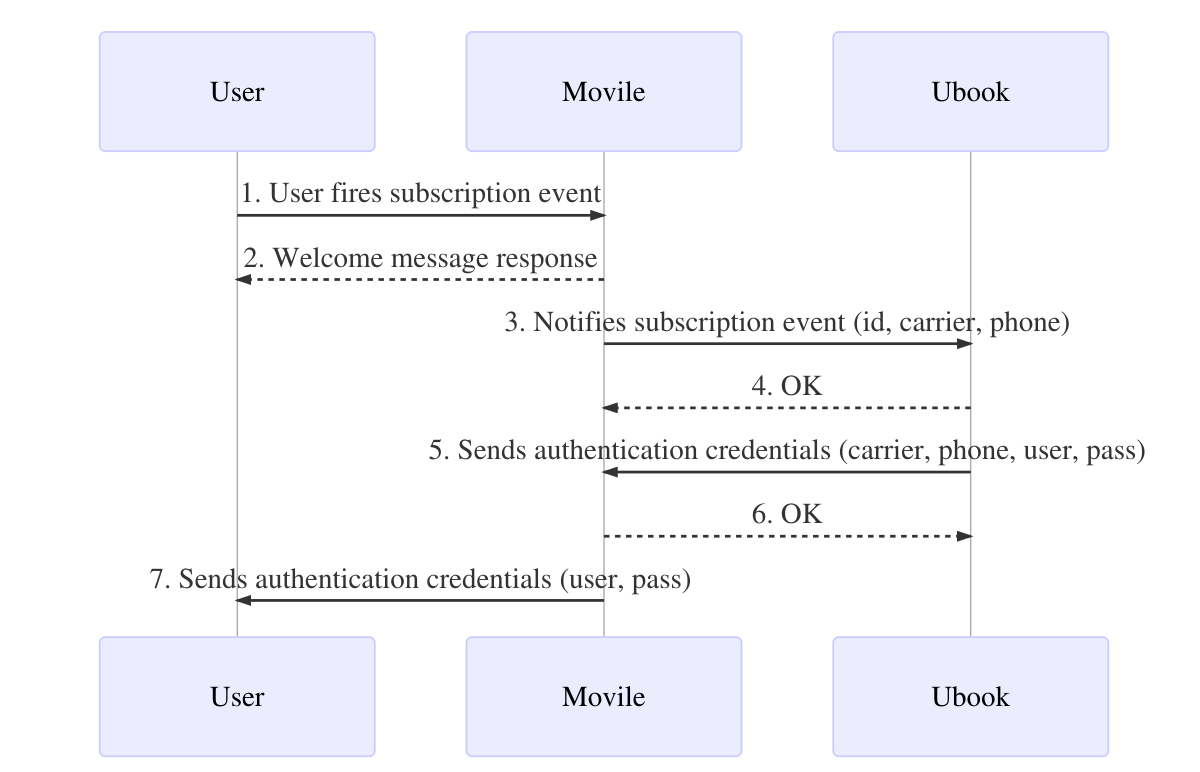 User
Movile
Ubook
1. User fires subscription event
2. Welcome message response
3. Notifies subscription event (id, carrier, phone)
4. OK
5. Sends authentication credentials (carrier, phone, user, pass)
6. OK
7. Sends authentication credentials (user, pass)
User
Movile
Ubook